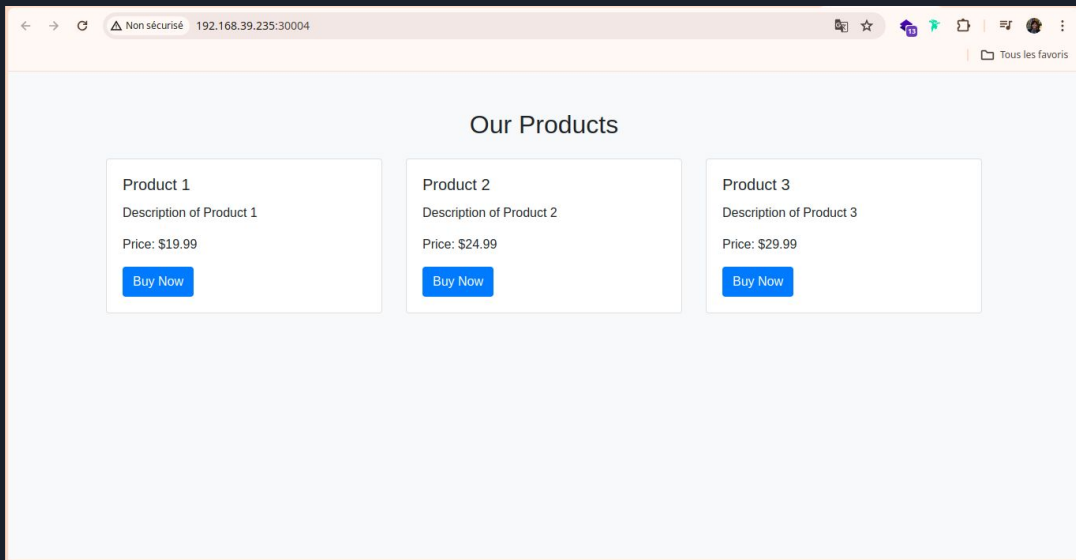 Non sécurisé 192.168.39.235:30004
13
Tous les favoris
Our Products
Product 1
Description of Product 1
Price: $19.99
Buy Now
Product 2
Description of Product 2
Price: $24.99
Buy Now
Product 3
Description of Product 3
Price: $29.99
Buy Now